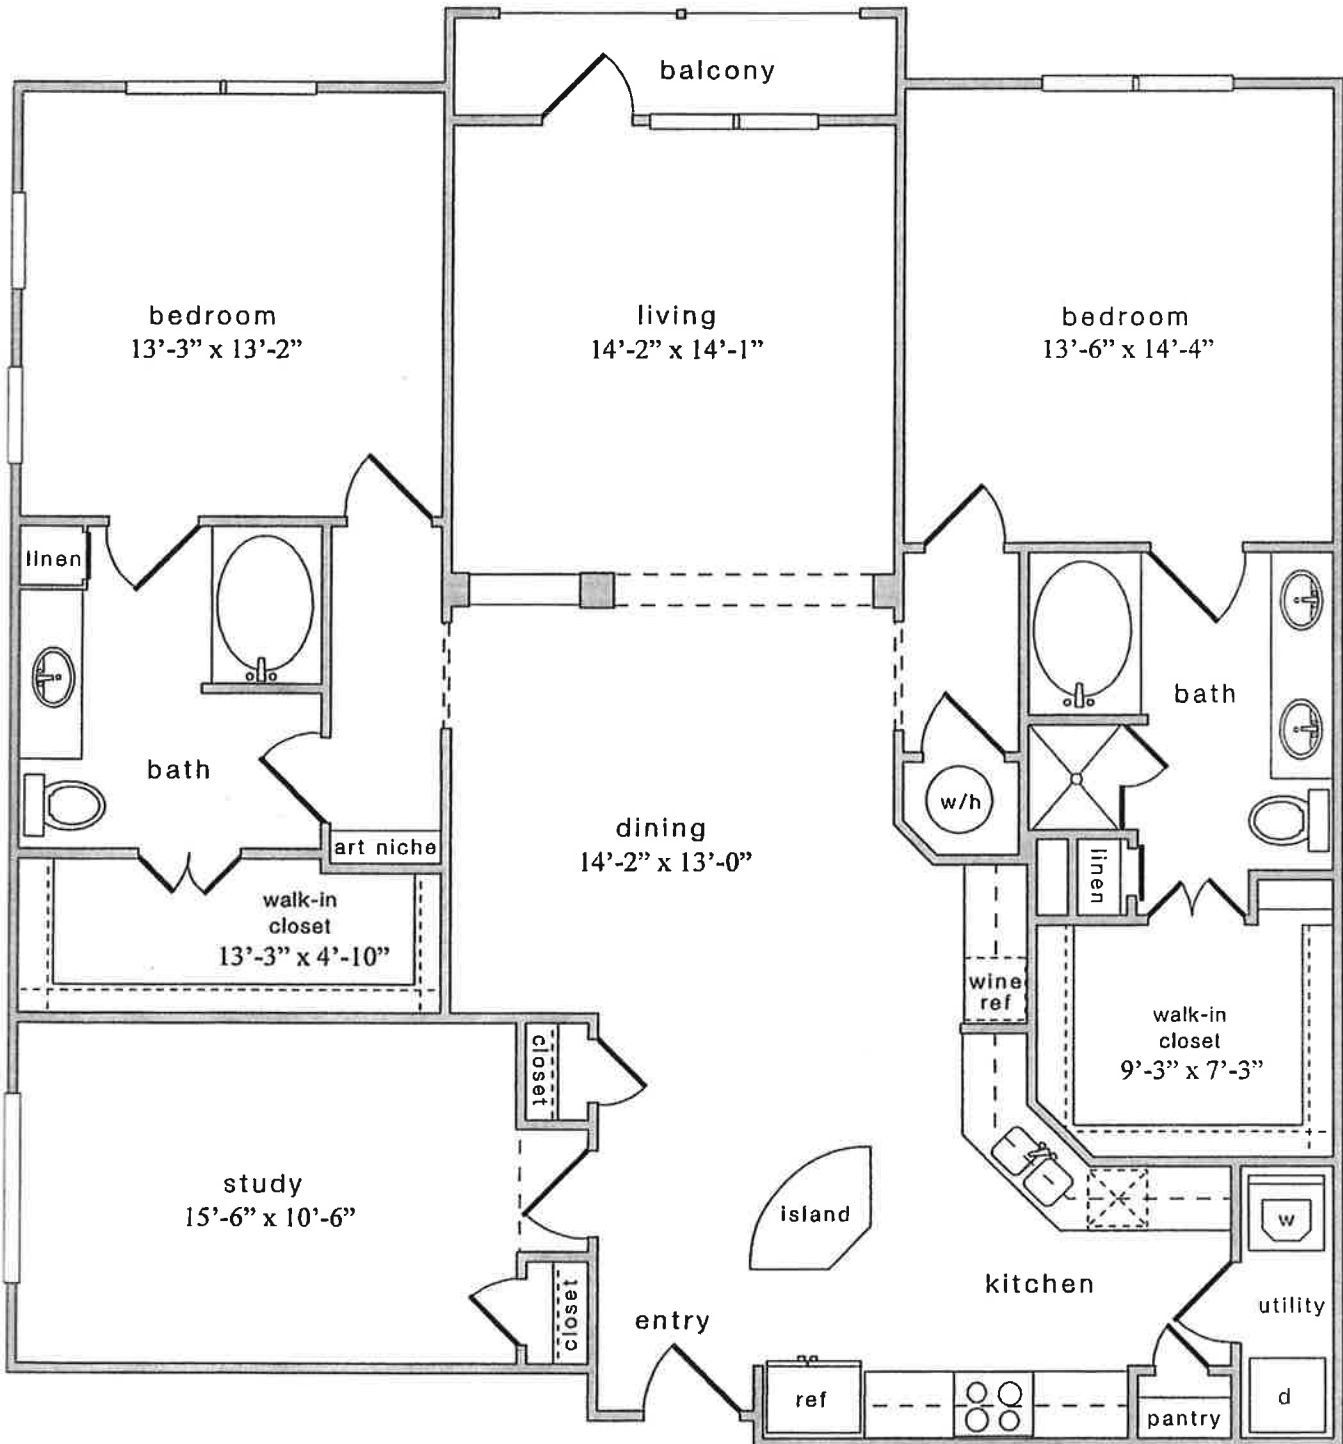 balcony
bedroom
13’-3” x 13’-2”
living
14’-2” x 14’-1”
bedroom
13’-6” x 14’-4”
linen
bath
bath
w/h
dining
14’-2” x 13’-0”
art niche
linen
walk-in
closet
13’-3” x 4’-10”
wine
ref
walk-in
closet
9’-3” x 7’-3”
closet
study
15’-6” x 10’-6”
island
w
kitchen
utility
closet
entry
ref
d
pantry